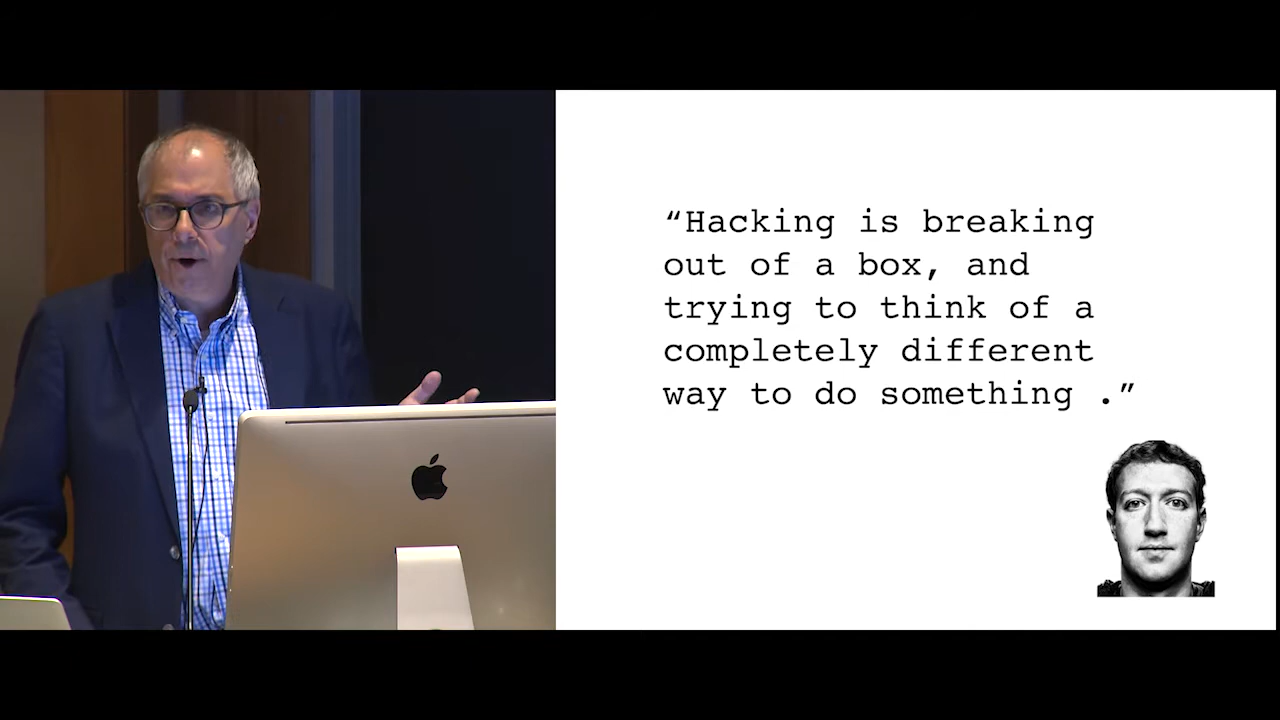 “Hacking is breaking
out of a box, and
trying to think of a
completely different
way to do something .”